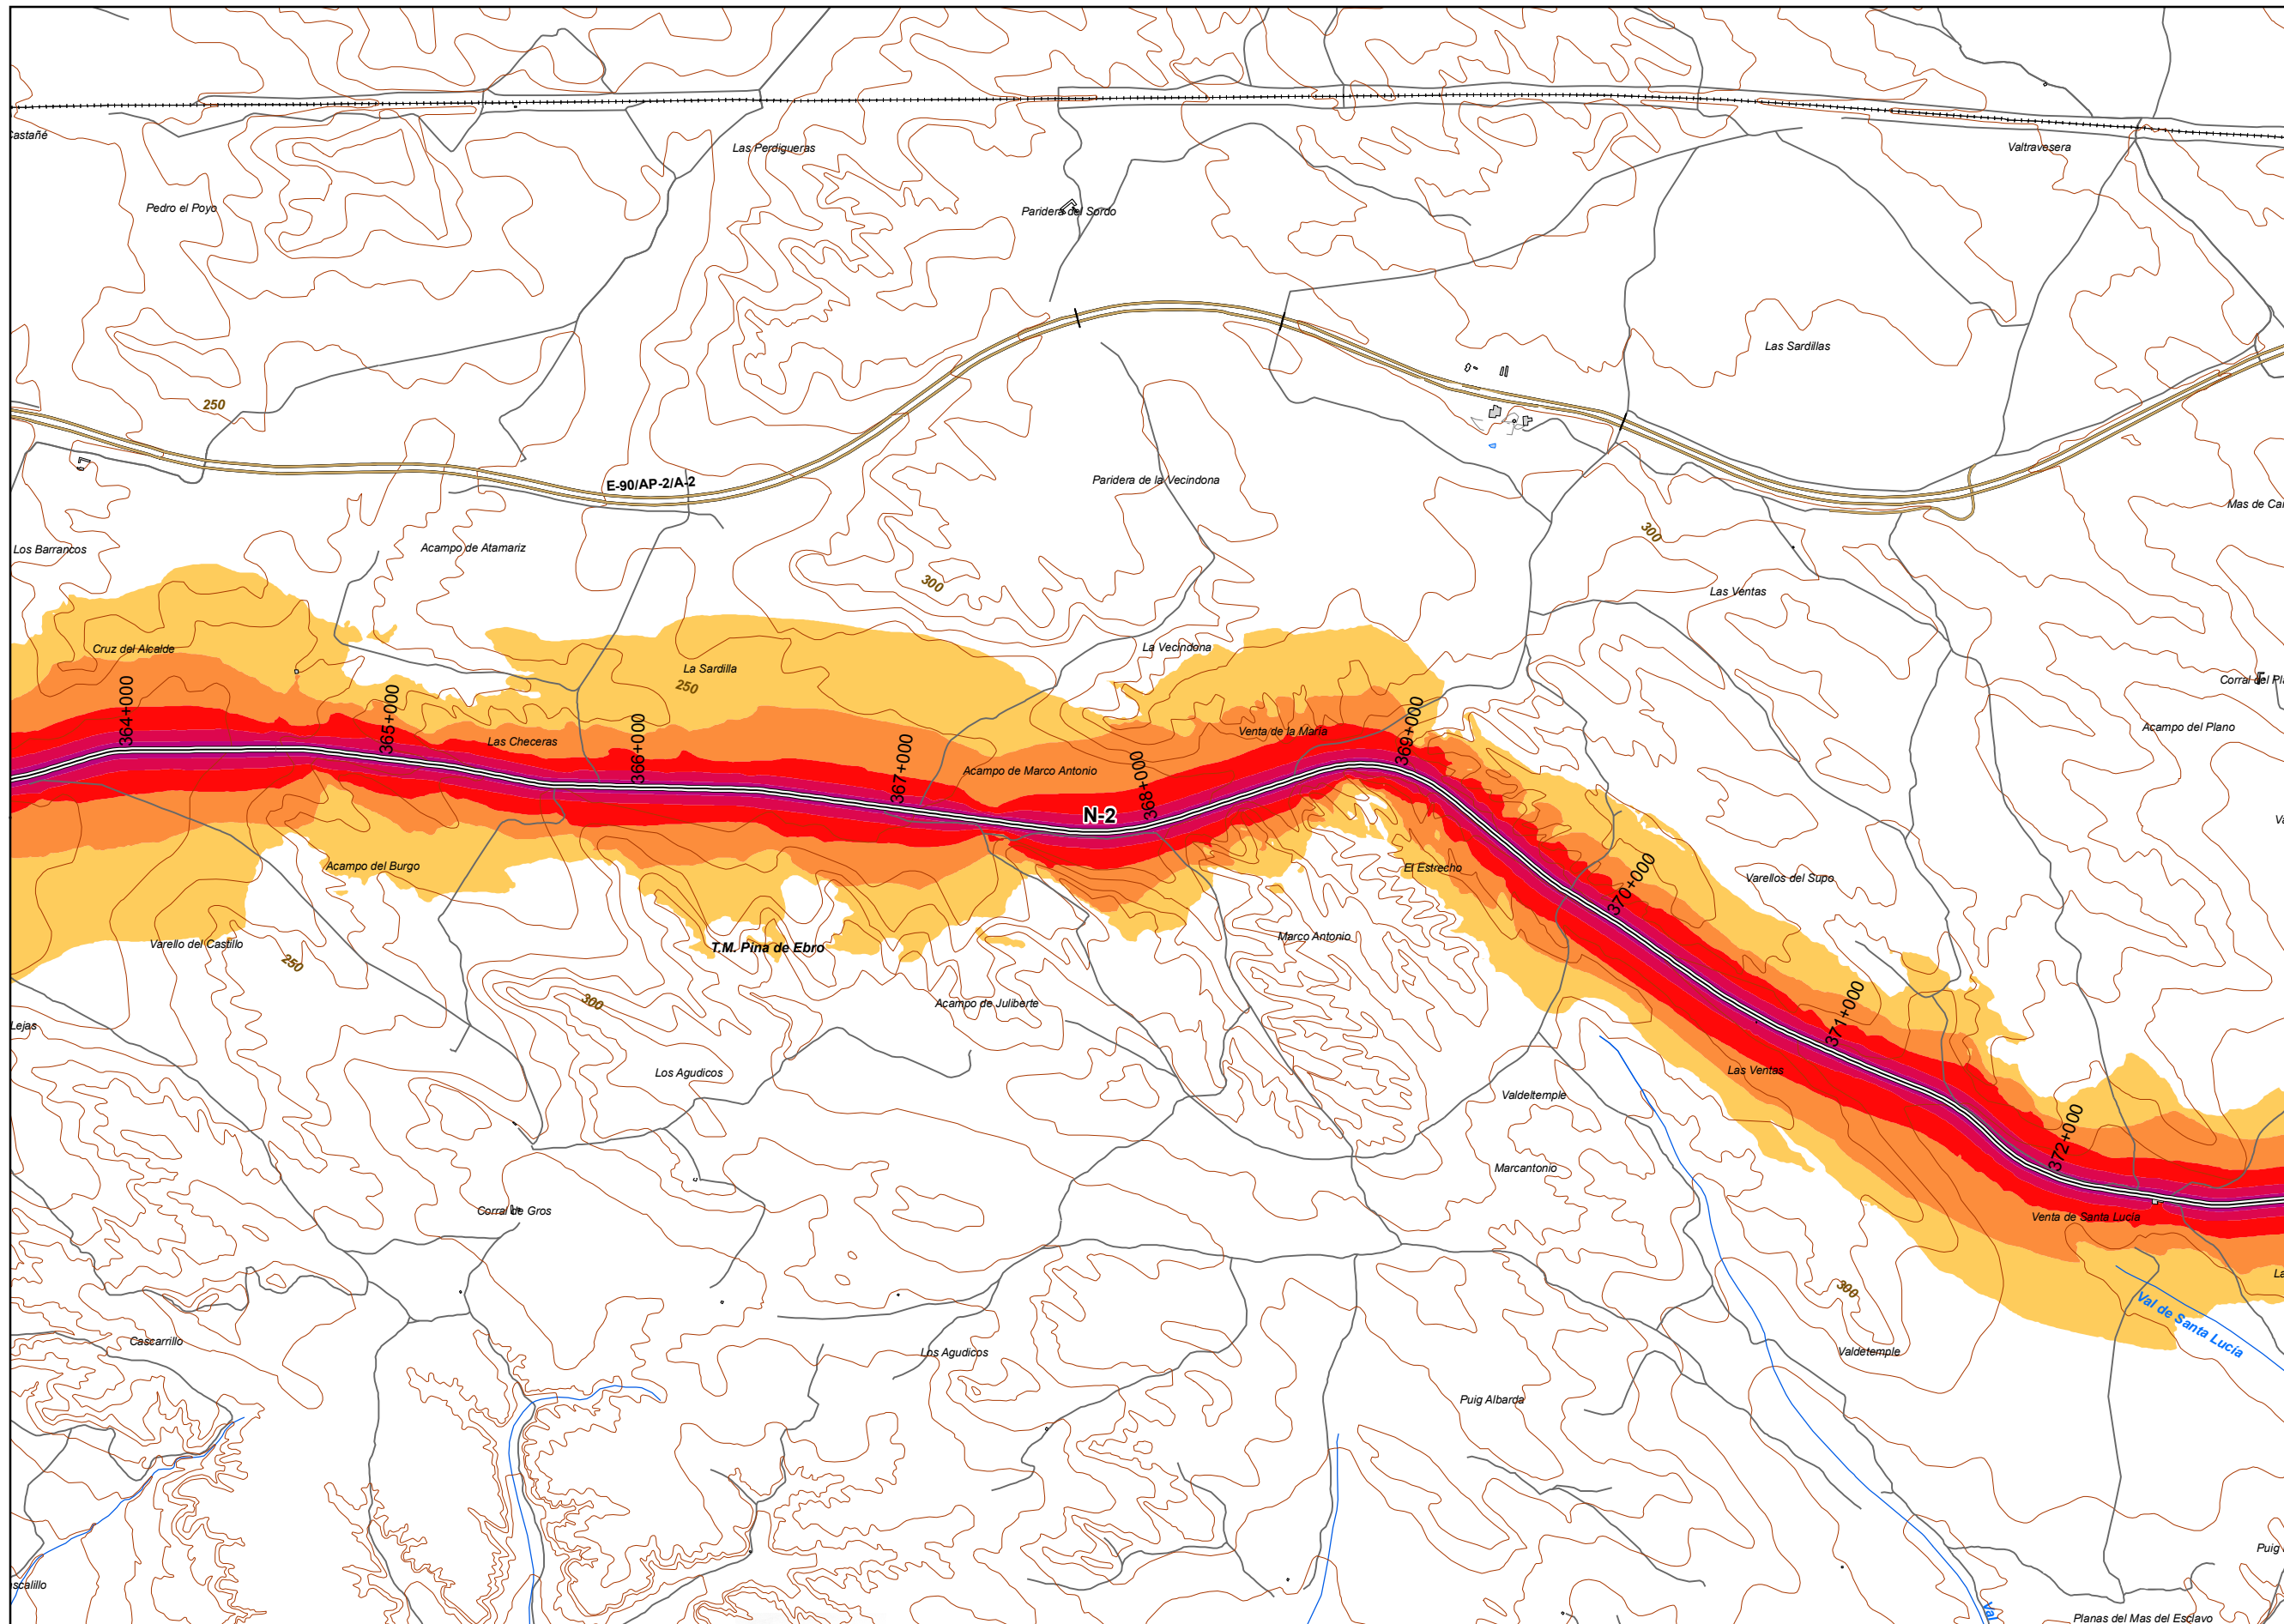 Castañé
Las Perdigueras
Valtravesera
Pedro el Poyo
Paridera del Sordo
Las Sardillas
250
E-90/AP-2/A-2
Paridera de la Vecindona
Mas de Ca
300
Los Barrancos
Acampo de Atamariz
300
Las Ventas
Cruz del Alcalde
La Vecindona
La Sardilla
250
Corral del Pl
364+000
365+000
366+000
367+000
368+000
369+000
Acampo del Plano
Las Checeras
Venta de la María
Acampo de Marco Antonio
N-2
Acampo del Burgo
El Estrecho
370+000
Varellos del Supo
Varello del Castillo
T.M. Pina de Ebro
Marco Antonio
250
300
Acampo de Juliberte
371+000
Lejas
Los Agudicos
Las Ventas
Valdeltemple
372+000
Marcantonio
Corral de Gros
Venta de Santa Lucía
La
300
Val de Santa Lucía
Cascarrillo
Los Agudicos
Valdetemple
Puig Albarda
Puig
scalillo
Val
Planas del Mas del Esclavo